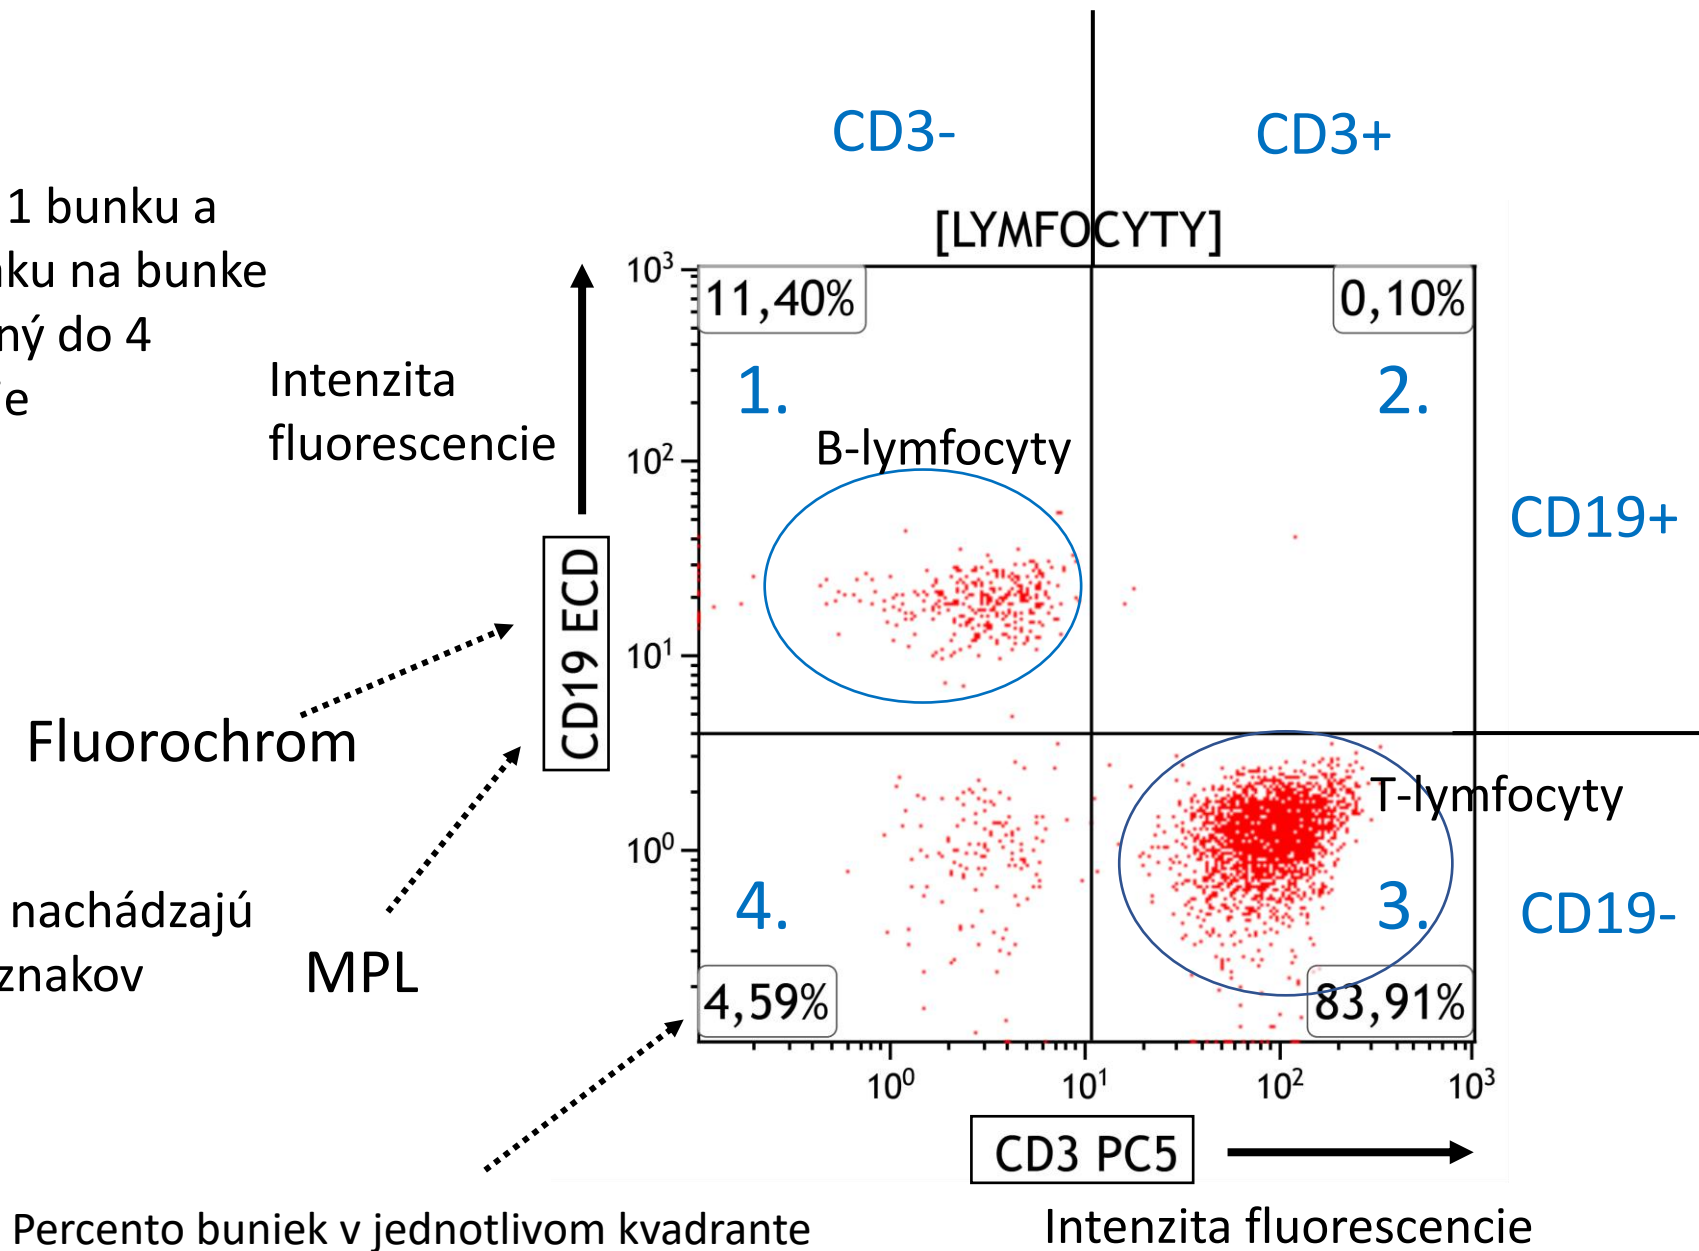 CD3-
CD3+
1 bunku a
nku na bunke
ný do 4
e
[LYMFOCYTY]
10³
11,40%
0,10%
Intenzita
fluorescencie
1.
2.
B-lymfocyty
10²
CD19+
CD19 ECD
10¹
Fluorochrom
T-lymfocyty
10⁰
4.
3.
CD19-
nachádzajú
znakov
MPL
4,59%
83,91%
10⁰
10¹
10²
10³
CD3 PC5
Percento buniek v jednotlivom kvadrante
Intenzita fluorescencie